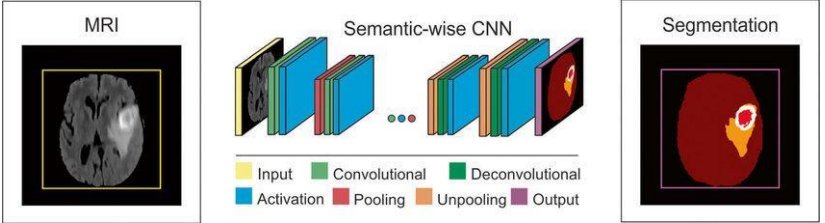 MRI
Semantic-wise CNN
Segmentation
Input Convolutional Deconvolutional
Activation Pooling Unpooling Output